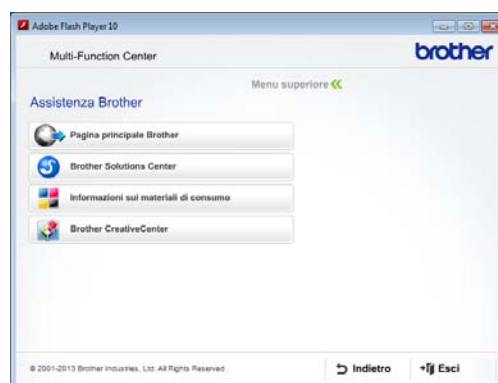 Adobe Flash Player 10
Multi-Function Center
brother
Menu superiore
Assistenza Brother
Pagina principale Brother
Brother Solutions Center
Informazioni sui materiali di consumo
Brother CreativeCenter
© 2001-2013 Brother Industries, Ltd. All Rights Reserved.
Indietro
Esci